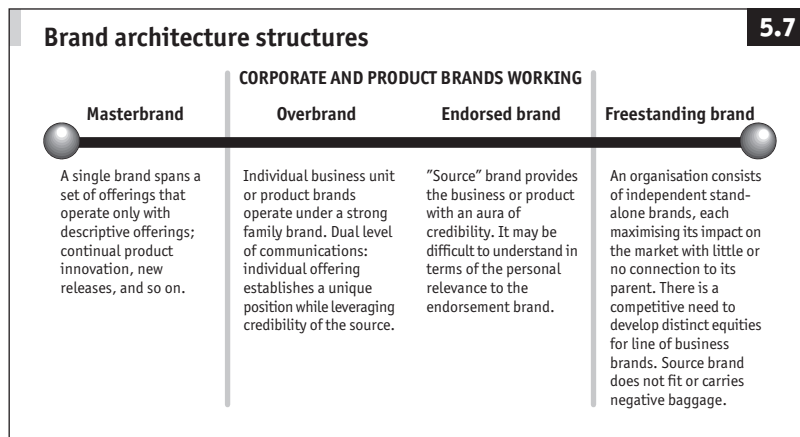 Brand architecture structures
5.7
CORPORATE AND PRODUCT BRANDS WORKING
Masterbrand
Overbrand
Endorsed brand
Freestanding brand
A single brand spans a
set of offerings that
operate only with
descriptive offerings;
continual product
innovation, new
releases, and so on.
Individual business unit
or product brands
operate under a strong
family brand. Dual level
of communications:
individual offering
establishes a unique
position while leveraging
credibility of the source.
"Source" brand provides
the business or product
with an aura of
credibility. It may be
difficult to understand in
terms of the personal
relevance to the
endorsement brand.
An organisation consists
of independent stand-
alone brands, each
maximising its impact on
the market with little or
no connection to its
parent. There is a
competitive need to
develop distinct equities
for line of business
brands. Source brand
does not fit or carries
negative baggage.